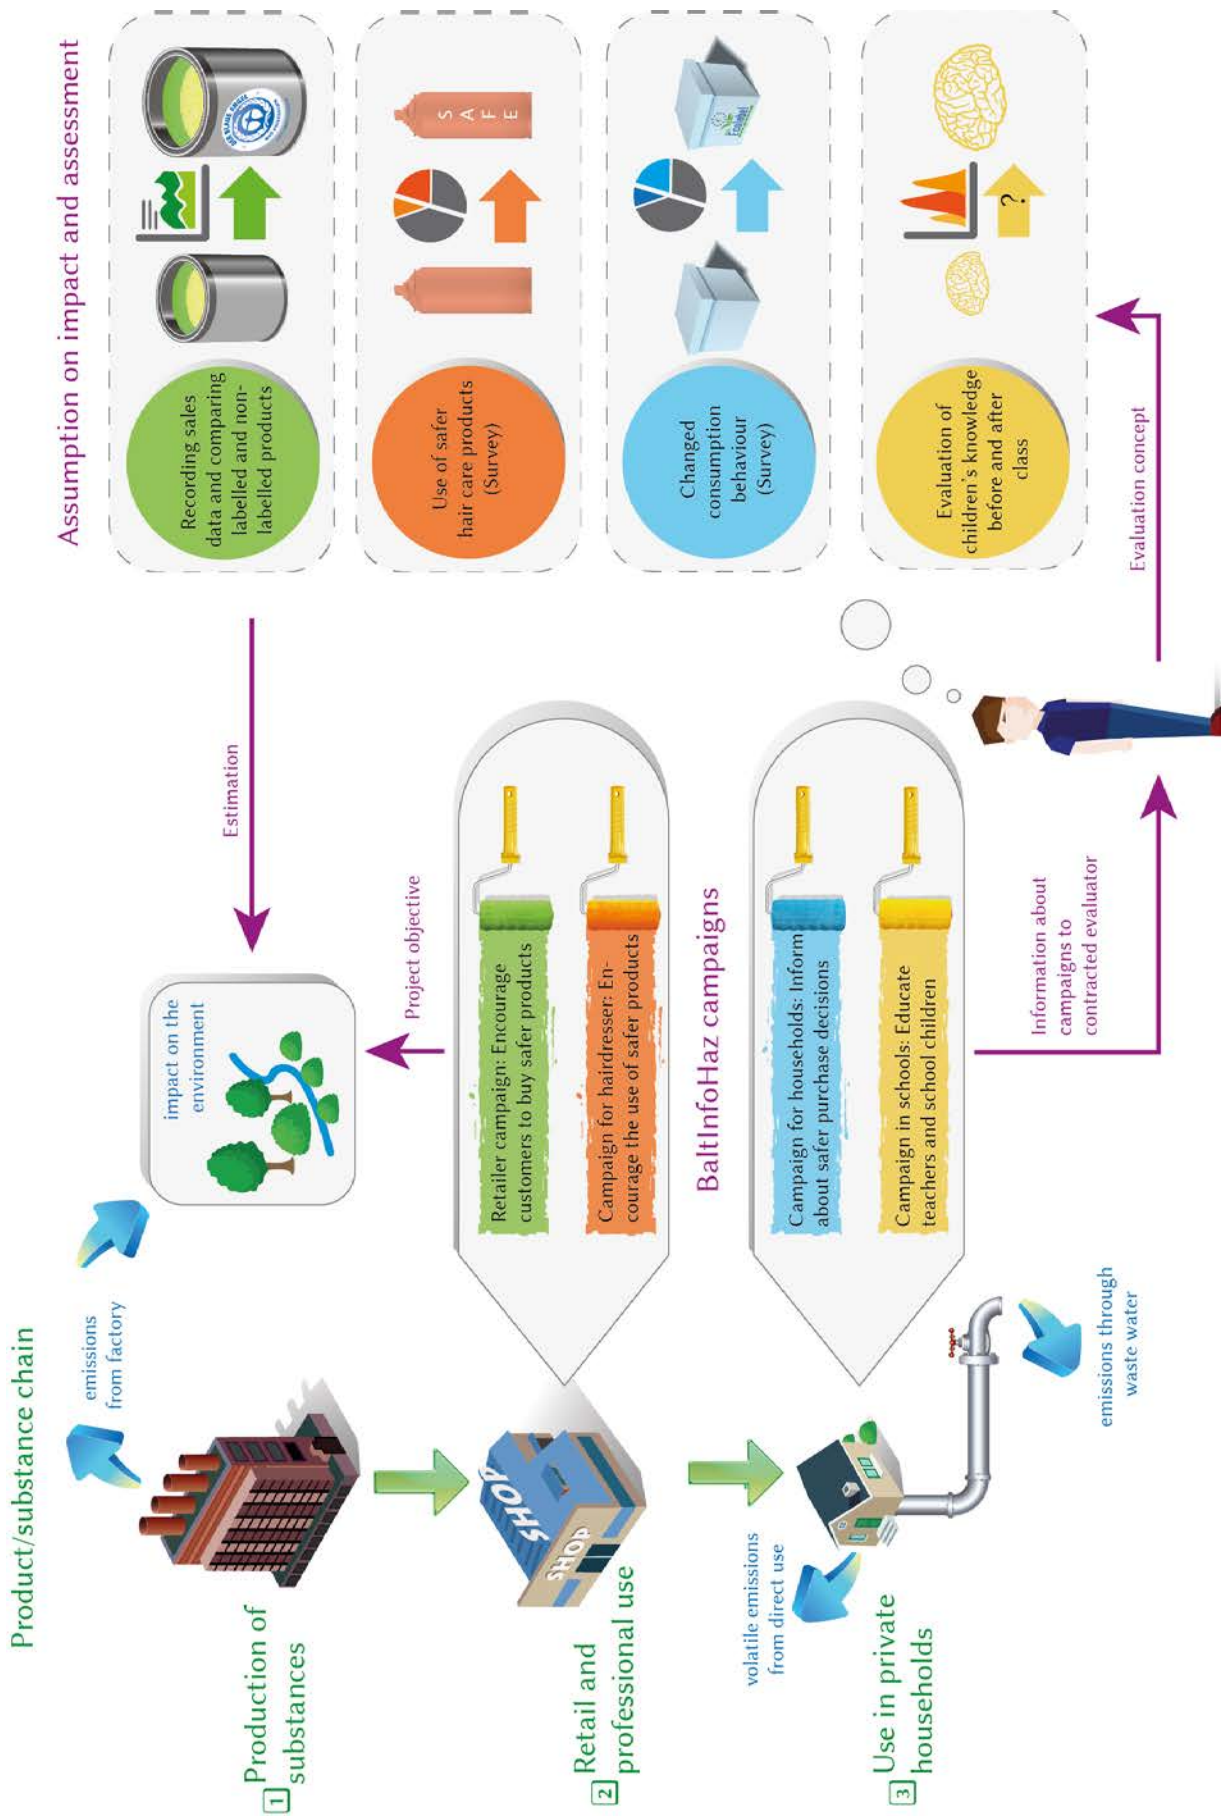 Product/substance chain
1
Production of
substances
emissions
from factory
impact on the
environment
2
Retail and
professional use
SHOP
SHOP
3
Use in private
households
volatile emissions
from direct use
emissions through
waste water
Project objective
Estimation
Retailer campaign: Encourage
customers to buy safer products
Campaign for hairdresser: En-
courage the use of safer products
BaltInfoHaz campaigns
Campaign for households: Inform
about safer purchase decisions
Campaign in schools: Educate
teachers and school children
Information about
campaigns to
contracted evaluator
Evaluation concept
Assumption on impact and assessment
Recording sales
data and comparing
labelled and non-
labelled products
Use of safer
hair care products
(Survey)
SAFE
Changed
consumption
behaviour
(Survey)
Ecolabel
Evaluation of
children's knowledge
before and after
class
?